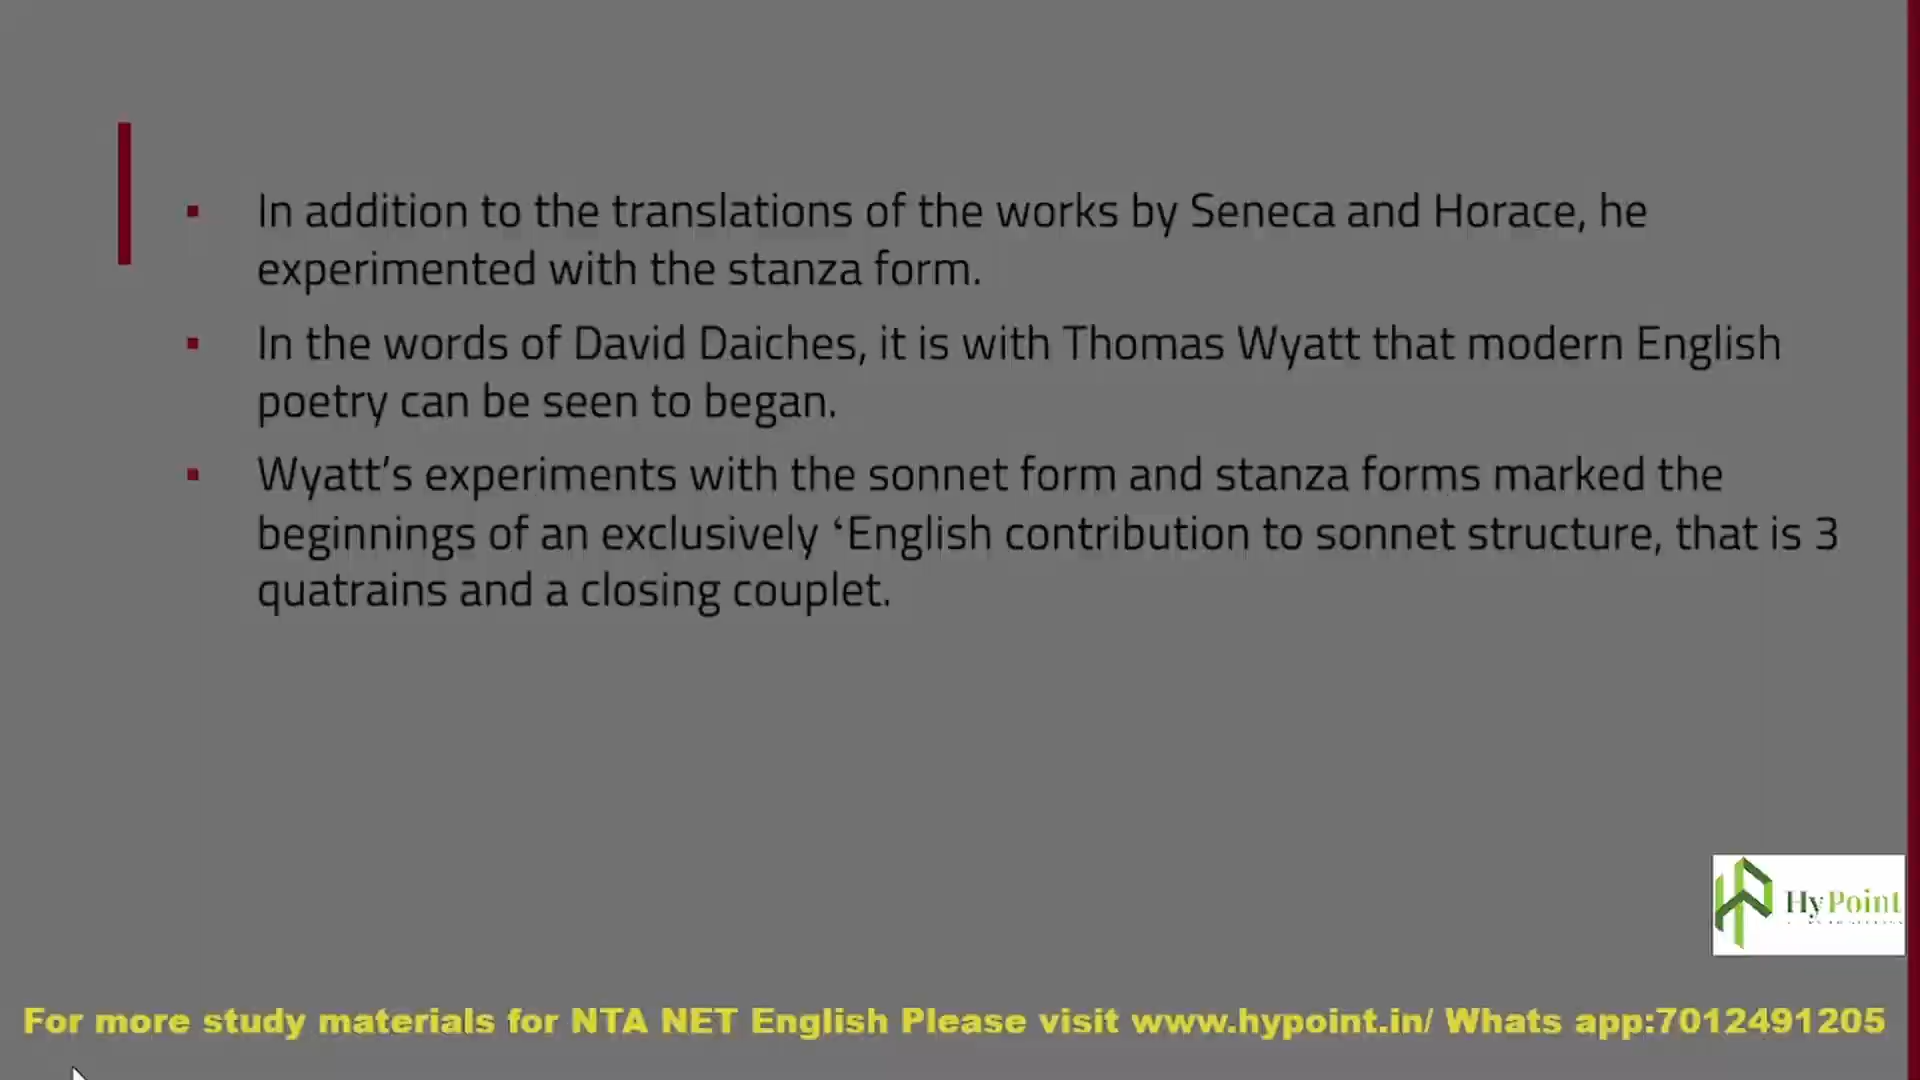 In addition to the translations of the works by Seneca and Horace, he
experimented with the stanza form.
In the words of David Daiches, it is with Thomas Wyatt that modern English
poetry can be seen to began.
Wyatt’s experiments with the sonnet form and stanza forms marked the
beginnings of an exclusively ‘English contribution to sonnet structure, that is 3
quatrains and a closing couplet.
Hy Point
For more study materials for NTA NET English Please visit www.hypoint.in/ Whats app:7012491205